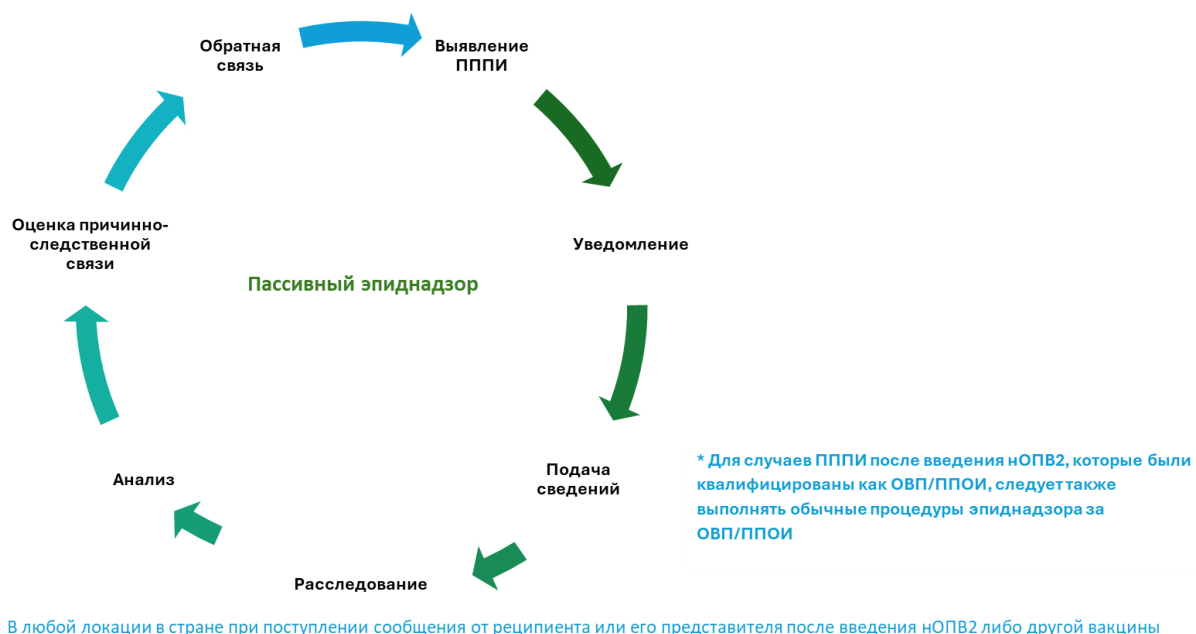 Обратная
связь
Выявление
ПППИ
Уведомление
Подача
сведений
Расследование
Анализ
Оценка причинно-
следственной
связи
Пассивный эпиднадзор
* Для случаев ПППИ после введения нОПВ2, которые были
квалифицированы как ОВП/ППОИ, следует также
выполнять обычные процедуры эпиднадзора за
ОВП/ППОИ
В любой локации в стране при поступлении сообщения от реципиента или его представителя после введения нОПВ2 либо другой вакцины